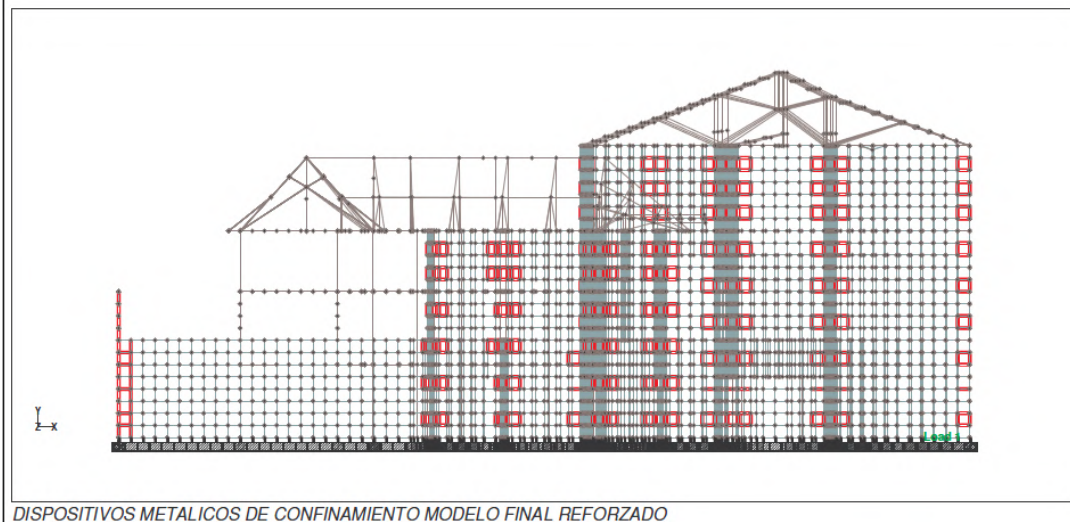 Y
Z X
Load 1
DISPOSITIVOS METALICOS DE CONFINAMIENTO MODELO FINAL REFORZADO